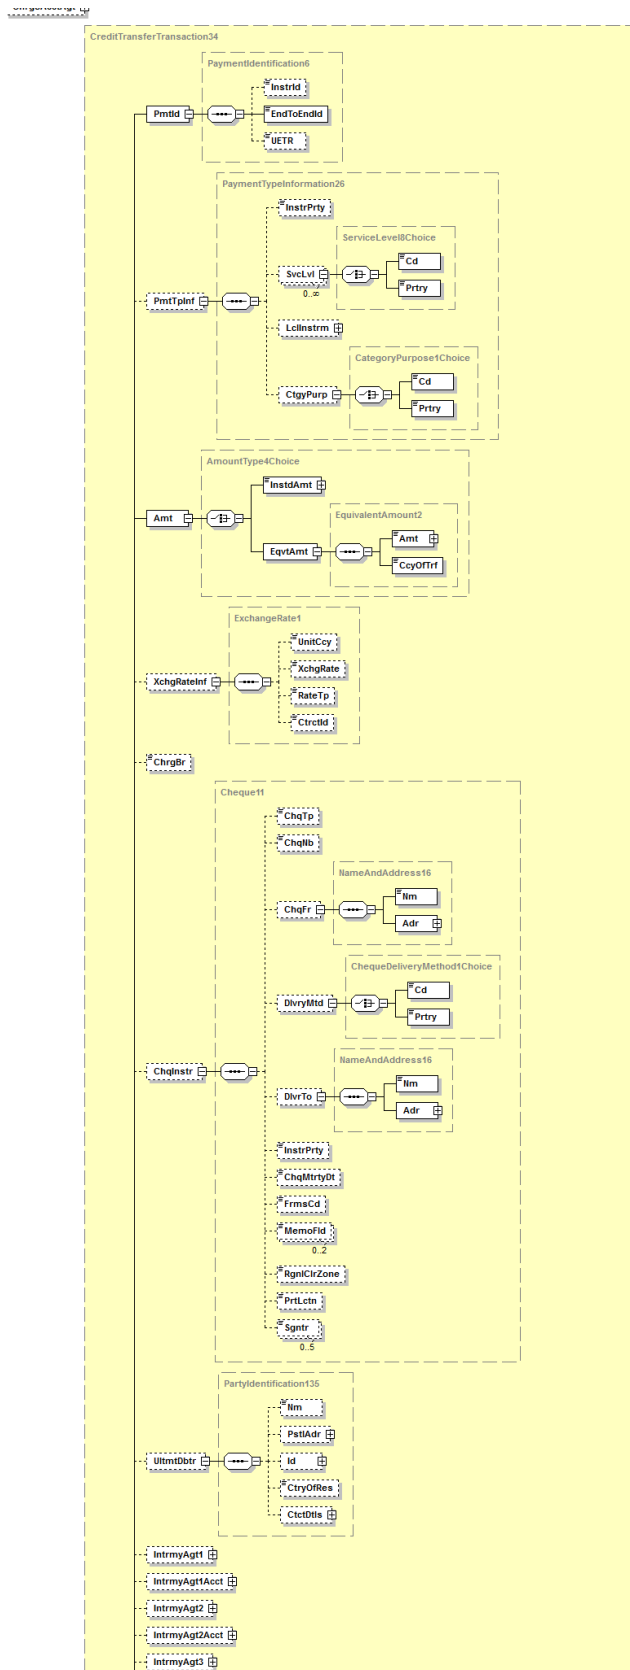 CreditTransferTransaction34
PaymentIdentification6
InstrId
PmtId
EndToEndId
UETR
PaymentTypeInformation26
InstrPrty
ServiceLevel8Choice
Cd
SvcLvl
Prtry
0..∞
PmtTpInf
LclInstrm
CategoryPurpose1Choice
Cd
CtgyPurp
Prtry
AmountType4Choice
InstdAmt
EquivalentAmount2
Amt
Amt
EqvtAmt
CcyOfTrf
ExchangeRate1
UnitCcy
XchgRate
XchgRateInf
RateTp
CtrctId
ChrgBr
Cheque11
ChqTp
ChqNb
NameAndAddress16
Nm
ChqFr
Adr
ChequeDeliveryMethod1Choice
Cd
DlvryMtd
Prtry
NameAndAddress16
ChqInstr
Nm
DlvrTo
Adr
InstrPrty
ChqMtrtyDt
FrmsCd
MemoFld
0..2
RgnlClrZone
PrtLctn
Sgntr
0..5
PartyIdentification135
Nm
PstlAdr
UltmtDbtr
Id
CtryOfRes
CtctDtls
IntrmyAgt1
IntrmyAgt1Acct
IntrmyAgt2
IntrmyAgt2Acct
IntrmyAgt3